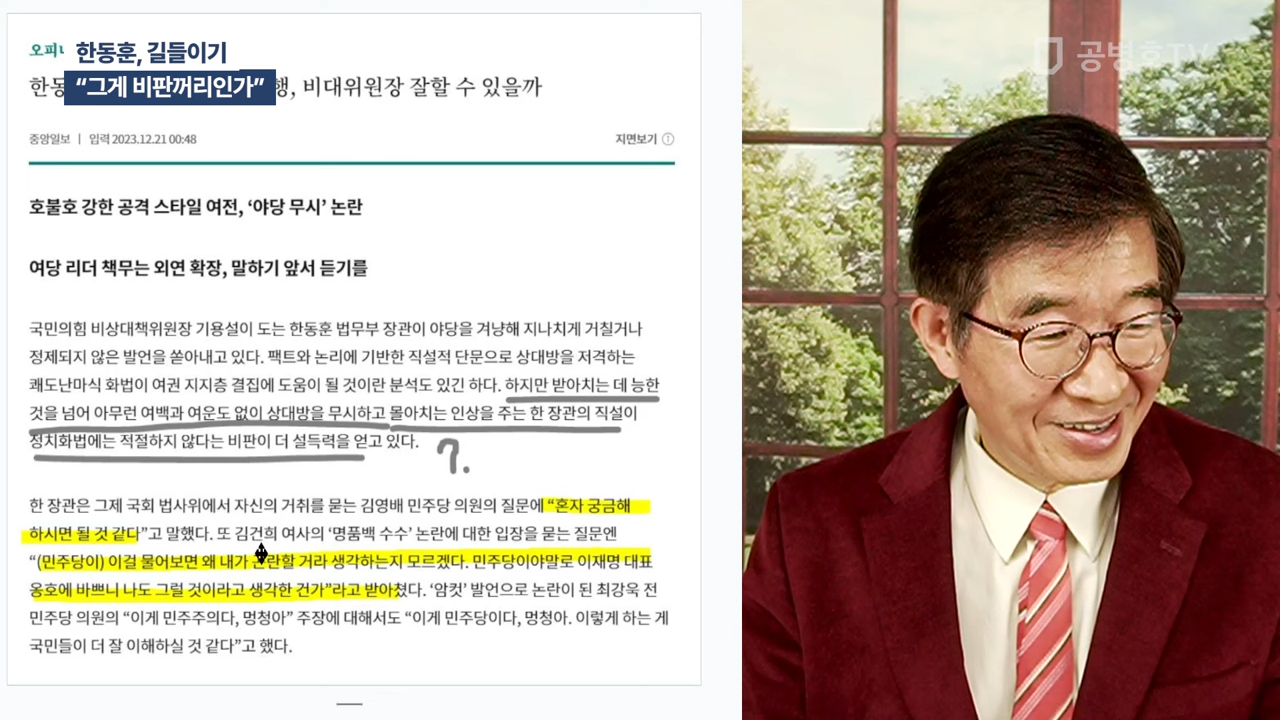 오피
한동훈, 길들이기
“그게 비판꺼리인가”
한동 행, 비대위원장 잘할 수 있을까
공병호TV
중앙일보 | 입력 2023.12.21 00:48 지면보기
호불호 강한 공격 스타일 여전, ‘야당 무시’ 논란
여당 리더 책무는 외연 확장, 말하기 앞서 듣기를
국민의힘 비상대책위원장 기용설이 도는 한동훈 법무부 장관이 야당을 겨냥해 지나치게 거칠거나
정제되지 않은 발언을 쏟아내고 있다. 팩트와 논리에 기반한 직설적 단문으로 상대방을 저격하는
쾌도난마식 화법이 여권 지지층 결집에 도움이 될 것이란 분석도 있긴 하다. 하지만 받아치는 데 능한
것을 넘어 아무런 여백과 여운도 없이 상대방을 무시하고 몰아치는 인상을 주는 한 장관의 직설이
정치화법에는 적절하지 않다는 비판이 더 설득력을 얻고 있다.
?.
한 장관은 그제 국회 법사위에서 자신의 거취를 묻는 김영배 민주당 의원의 질문에 “혼자 궁금해
하시면 될 것 같다”고 말했다. 또 김건희 여사의 ‘명품백 수수’ 논란에 대한 입장을 묻는 질문엔
“(민주당이) 이걸 물어보면 왜 내가 곤란할 거라 생각하는지 모르겠다. 민주당이야말로 이재명 대표
옹호에 바쁘니 나도 그럴 것이라고 생각한 건가”라고 받아쳤다. ‘암컷’ 발언으로 논란이 된 최강욱 전
민주당 의원의 “이게 민주주의다, 멍청아” 주장에 대해서도 “이게 민주당이다, 멍청아. 이렇게 하는 게
국민들이 더 잘 이해하실 것 같다”고 했다.